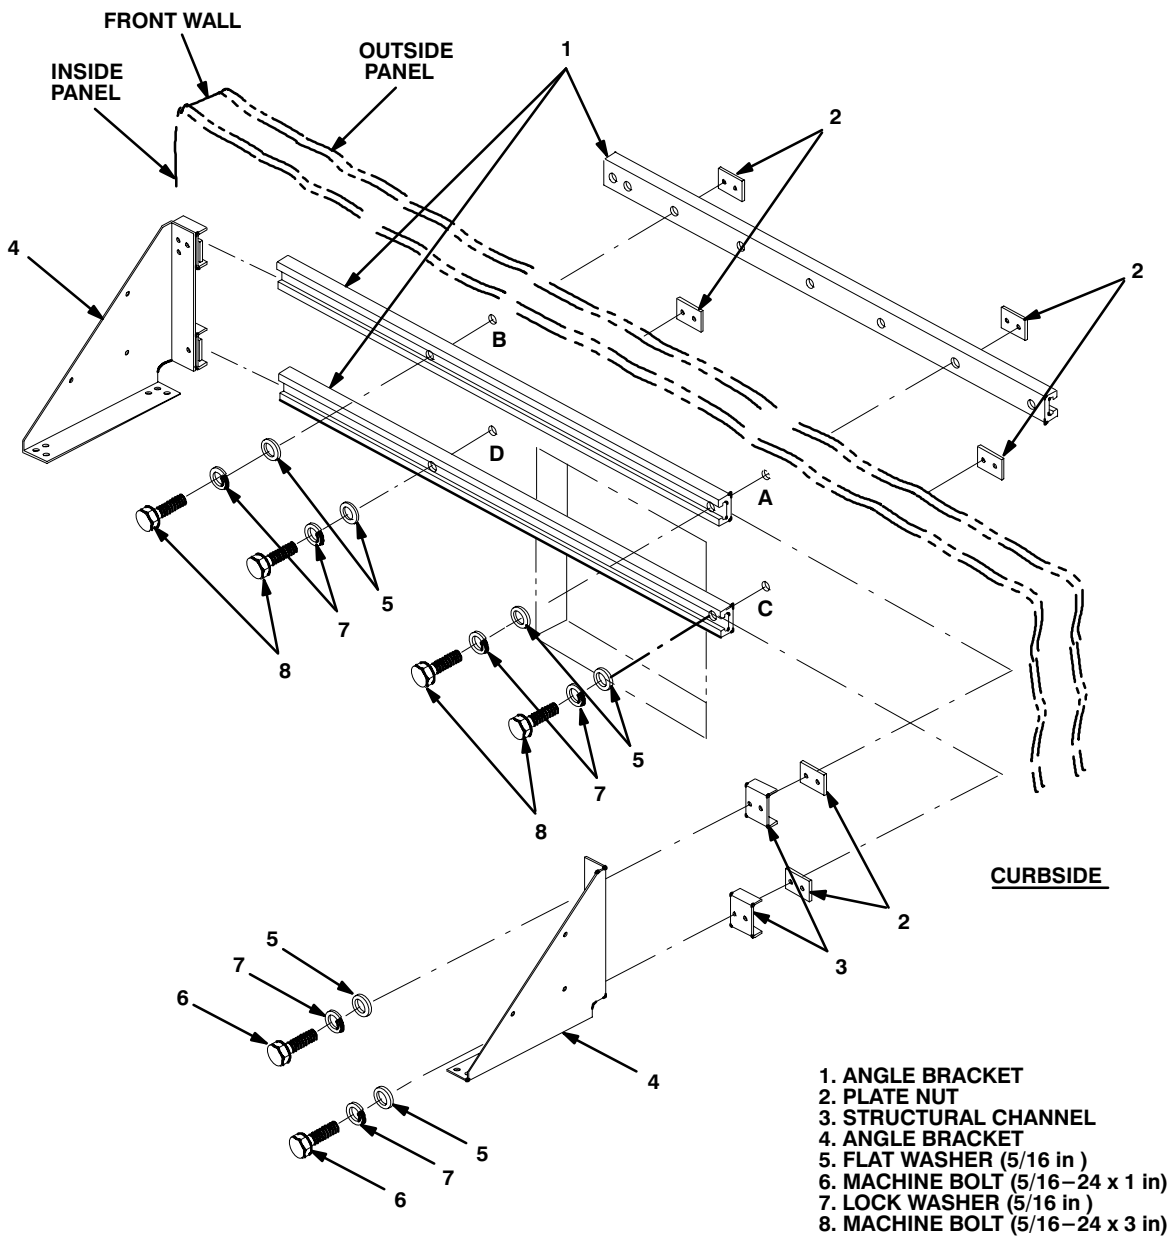 FRONT WALL
1
OUTSIDE
PANEL
INSIDE
PANEL
2
4
2
B
D
A
5
C
7
8
5
7
8
CURBSIDE
2
5
3
7
6
4
5
7
6
1. ANGLE BRACKET
2. PLATE NUT
3. STRUCTURAL CHANNEL
4. ANGLE BRACKET
5. FLAT WASHER (5/16 in )
6. MACHINE BOLT (5/16–24 x 1 in)
7. LOCK WASHER (5/16 in )
8. MACHINE BOLT (5/16–24 x 3 in)